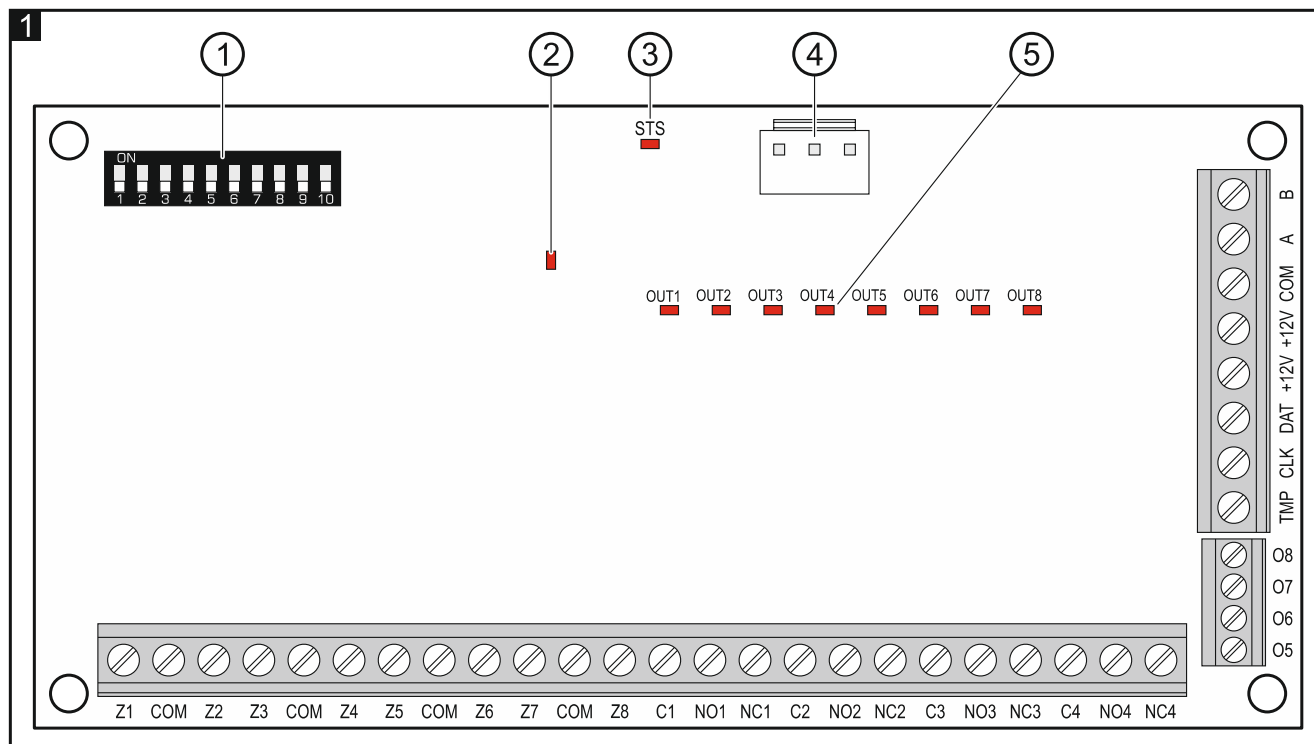 1
1 2 3 4 5
STS
ON
1 2 3 4 5 6 7 8 9 10
OUT1 OUT2 OUT3 OUT4 OUT5 OUT6 OUT7 OUT8
B
A
COM
+12V
+12V
DAT
CLK
TMP
O8
O7
O6
O5
Z1 COM Z2 Z3 COM Z4 Z5 COM Z6 Z7 COM Z8 C1 NO1 NC1 C2 NO2 NC2 C3 NO3 NC3 C4 NO4 NC4